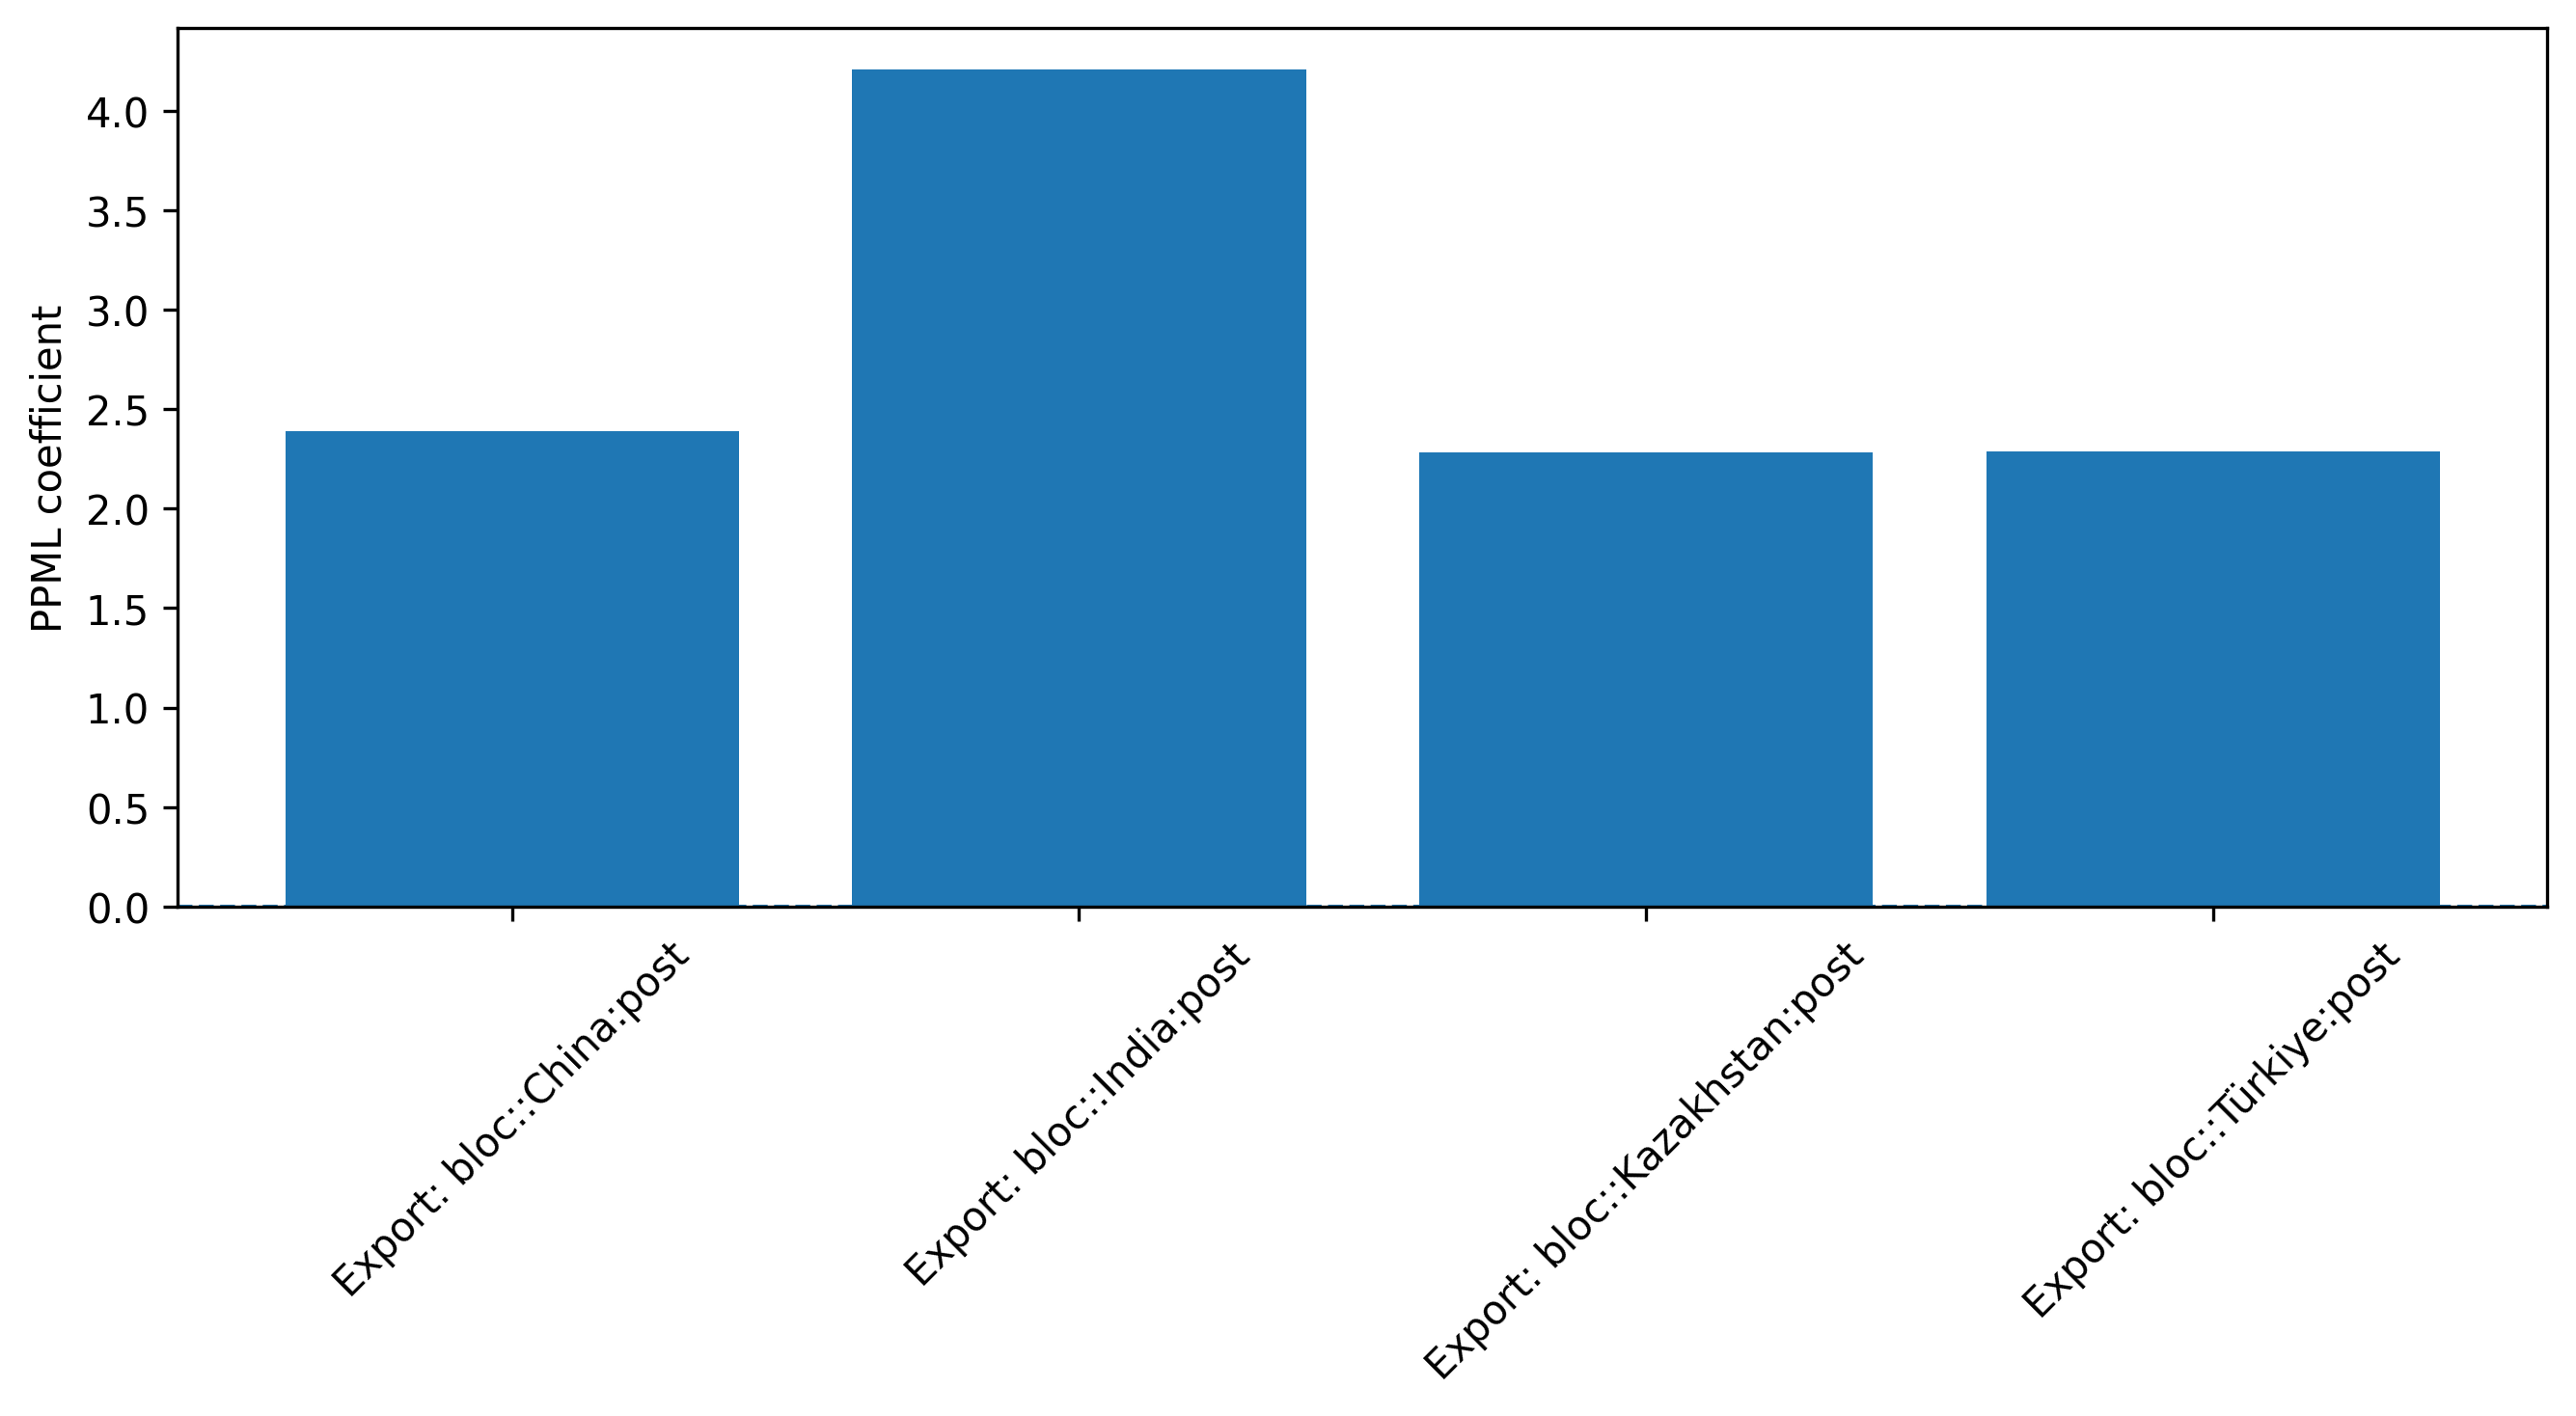 PPML coefficient
4.0
3.5
3.0
2.5
2.0
1.5
1.0
0.5
0.0
Export: bloc::China:post
Export: bloc::India:post
Export: bloc::Kazakhstan:post
Export: bloc::Türkiye:post